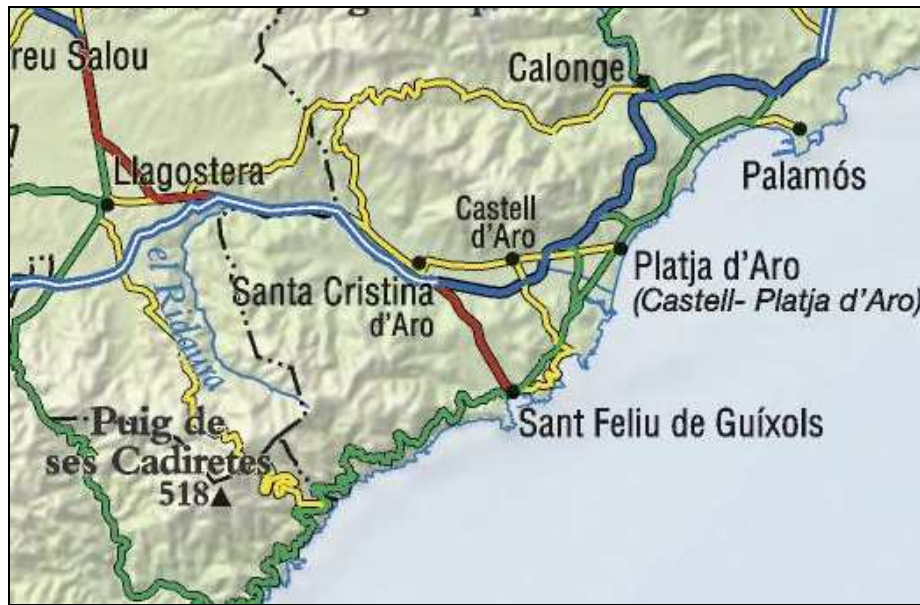 reu Salou
Calonge
Palamós
Llagostera
Castell
d'Aro
Platja d'Aro
(Castell- Platja d'Aro)
Santa Cristina
d'Aro
el Ridaura
Sant Feliu de Guíxols
Puig de
ses Cadiretes
518